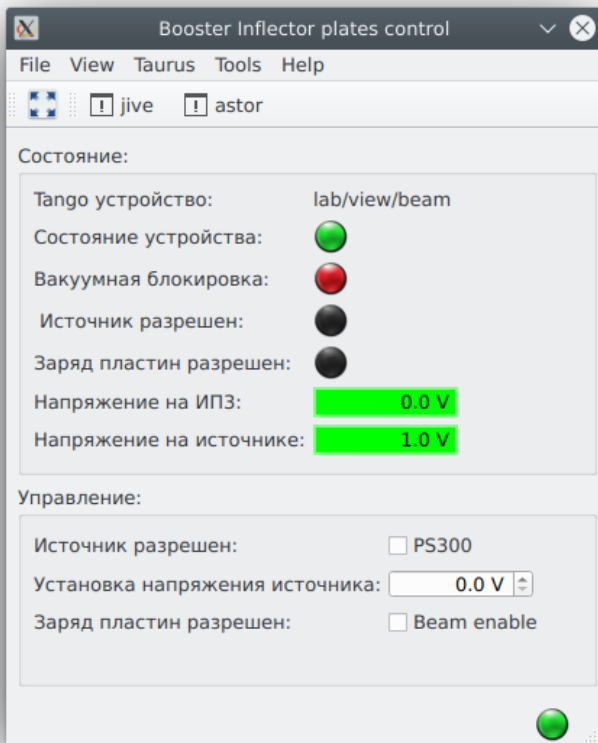 Booster Inflector plates control
File View Taurus Tools Help
! jive ! astor
Состояние:
Tango устройство: lab/view/beam
Состояние устройства:
Вакуумная блокировка:
Источник разрешен:
Заряд пластин разрешен:
Напряжение на ИПЗ: 0.0 V
Напряжение на источнике: 1.0 V
Управление:
Источник разрешен: PS300
Установка напряжения источника: 0.0 V
Заряд пластин разрешен: Beam enable